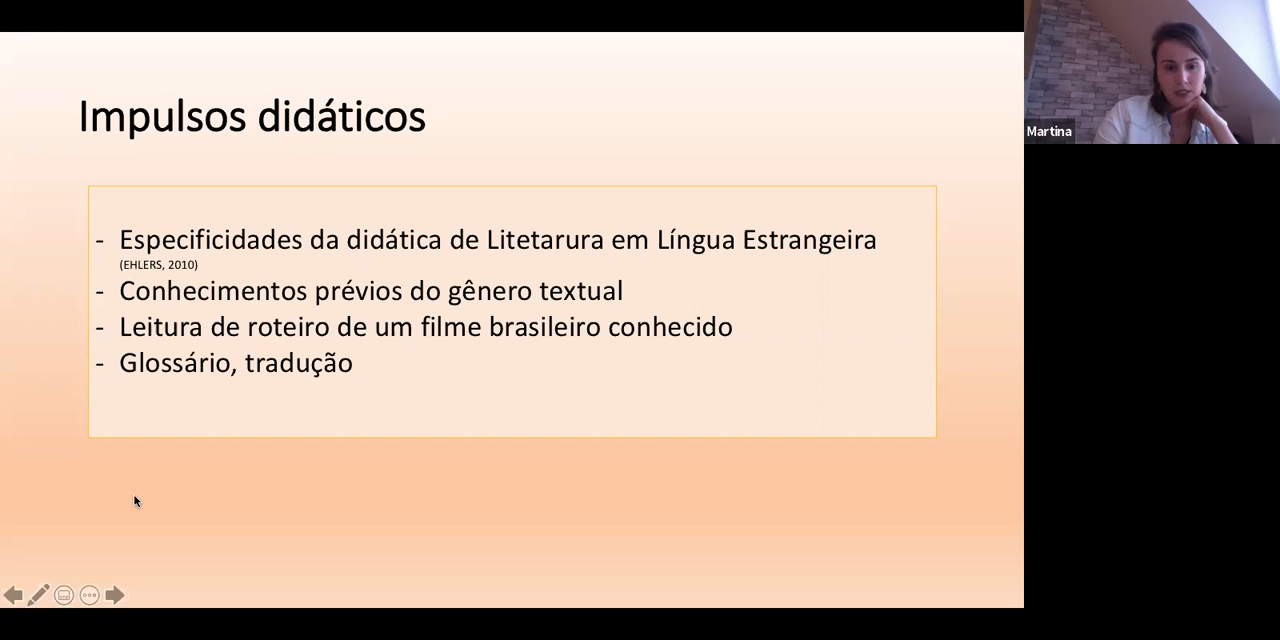 Impulsos didáticos
- Especificidades da didática de Litetarura em Língua Estrangeira
(EHLERS, 2010)
- Conhecimentos prévios do gênero textual
- Leitura de roteiro de um filme brasileiro conhecido
- Glossário, tradução
Martina